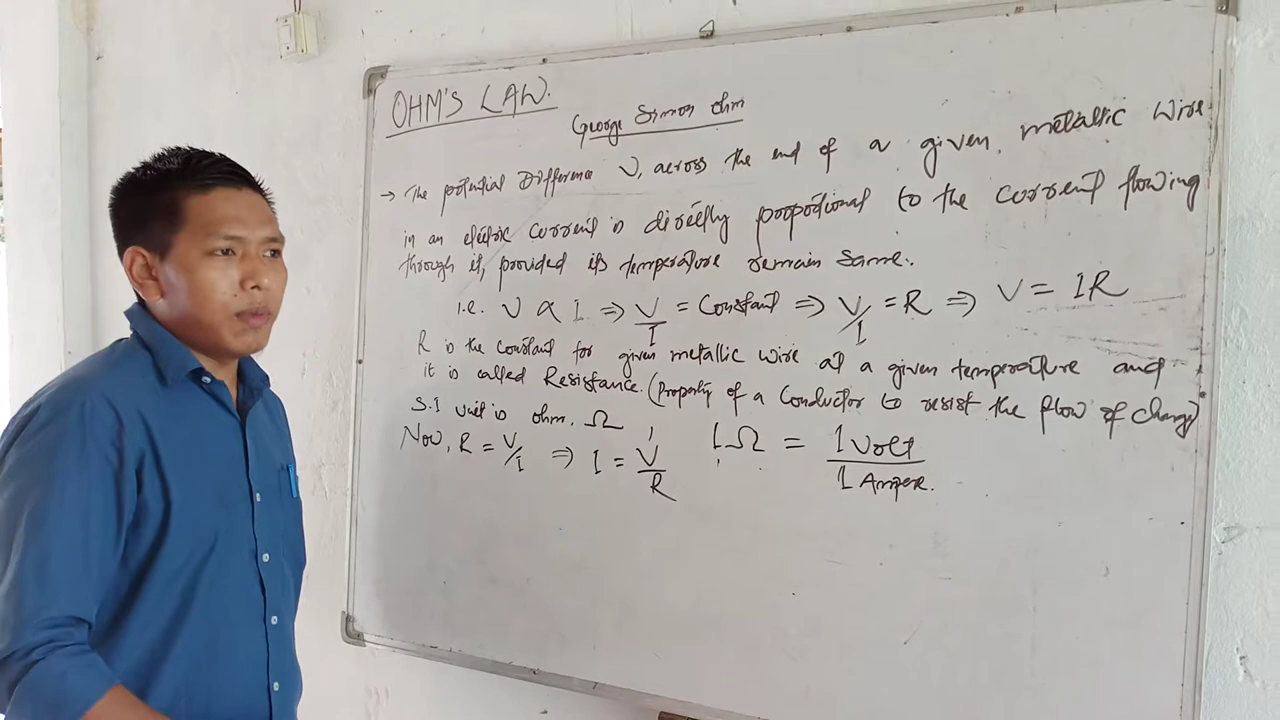 OHM'S LAW.
George Simon Ohm
→ The potential Difference V, across the end of a given metallic wire
in an electric current is directly propotional to the current flowing
through it, provided its temperature remain same.
i.e. V ∝ I ⇒ V/I = Constant ⇒ V/I = R ⇒ V = IR
R is the constant for given metallic wire at a given temperature and
it is called Resistance. (Property of a Conductor to resist the flow of charge)
S.I unit is ohm. Ω
Now, R = V/I ⇒ I = V/R , 1Ω = 1 Volt / 1 Amper.